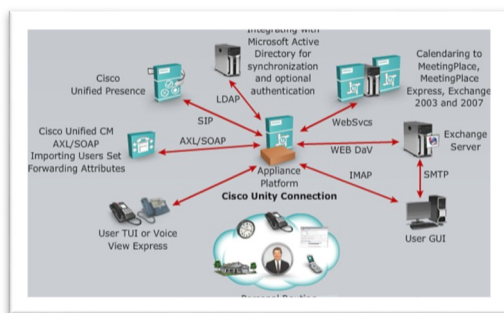 Integrating with
Microsoft Active
Directory for
synchronization
and optional
authentication
Calendaring to
MeetingPlace,
MeetingPlace
Express, Exchange
2003 and 2007
Cisco
Unified Presence
LDAP
SIP
WebSvcs
Cisco Unified CM
AXL/SOAP
Importing Users Set
Forwarding Attributes
AXL/SOAP
WEB DaV
Exchange
Server
Appliance
Platform
Cisco Unity Connection
IMAP
SMTP
User TUI or Voice
View Express
User GUI
Personal Routing